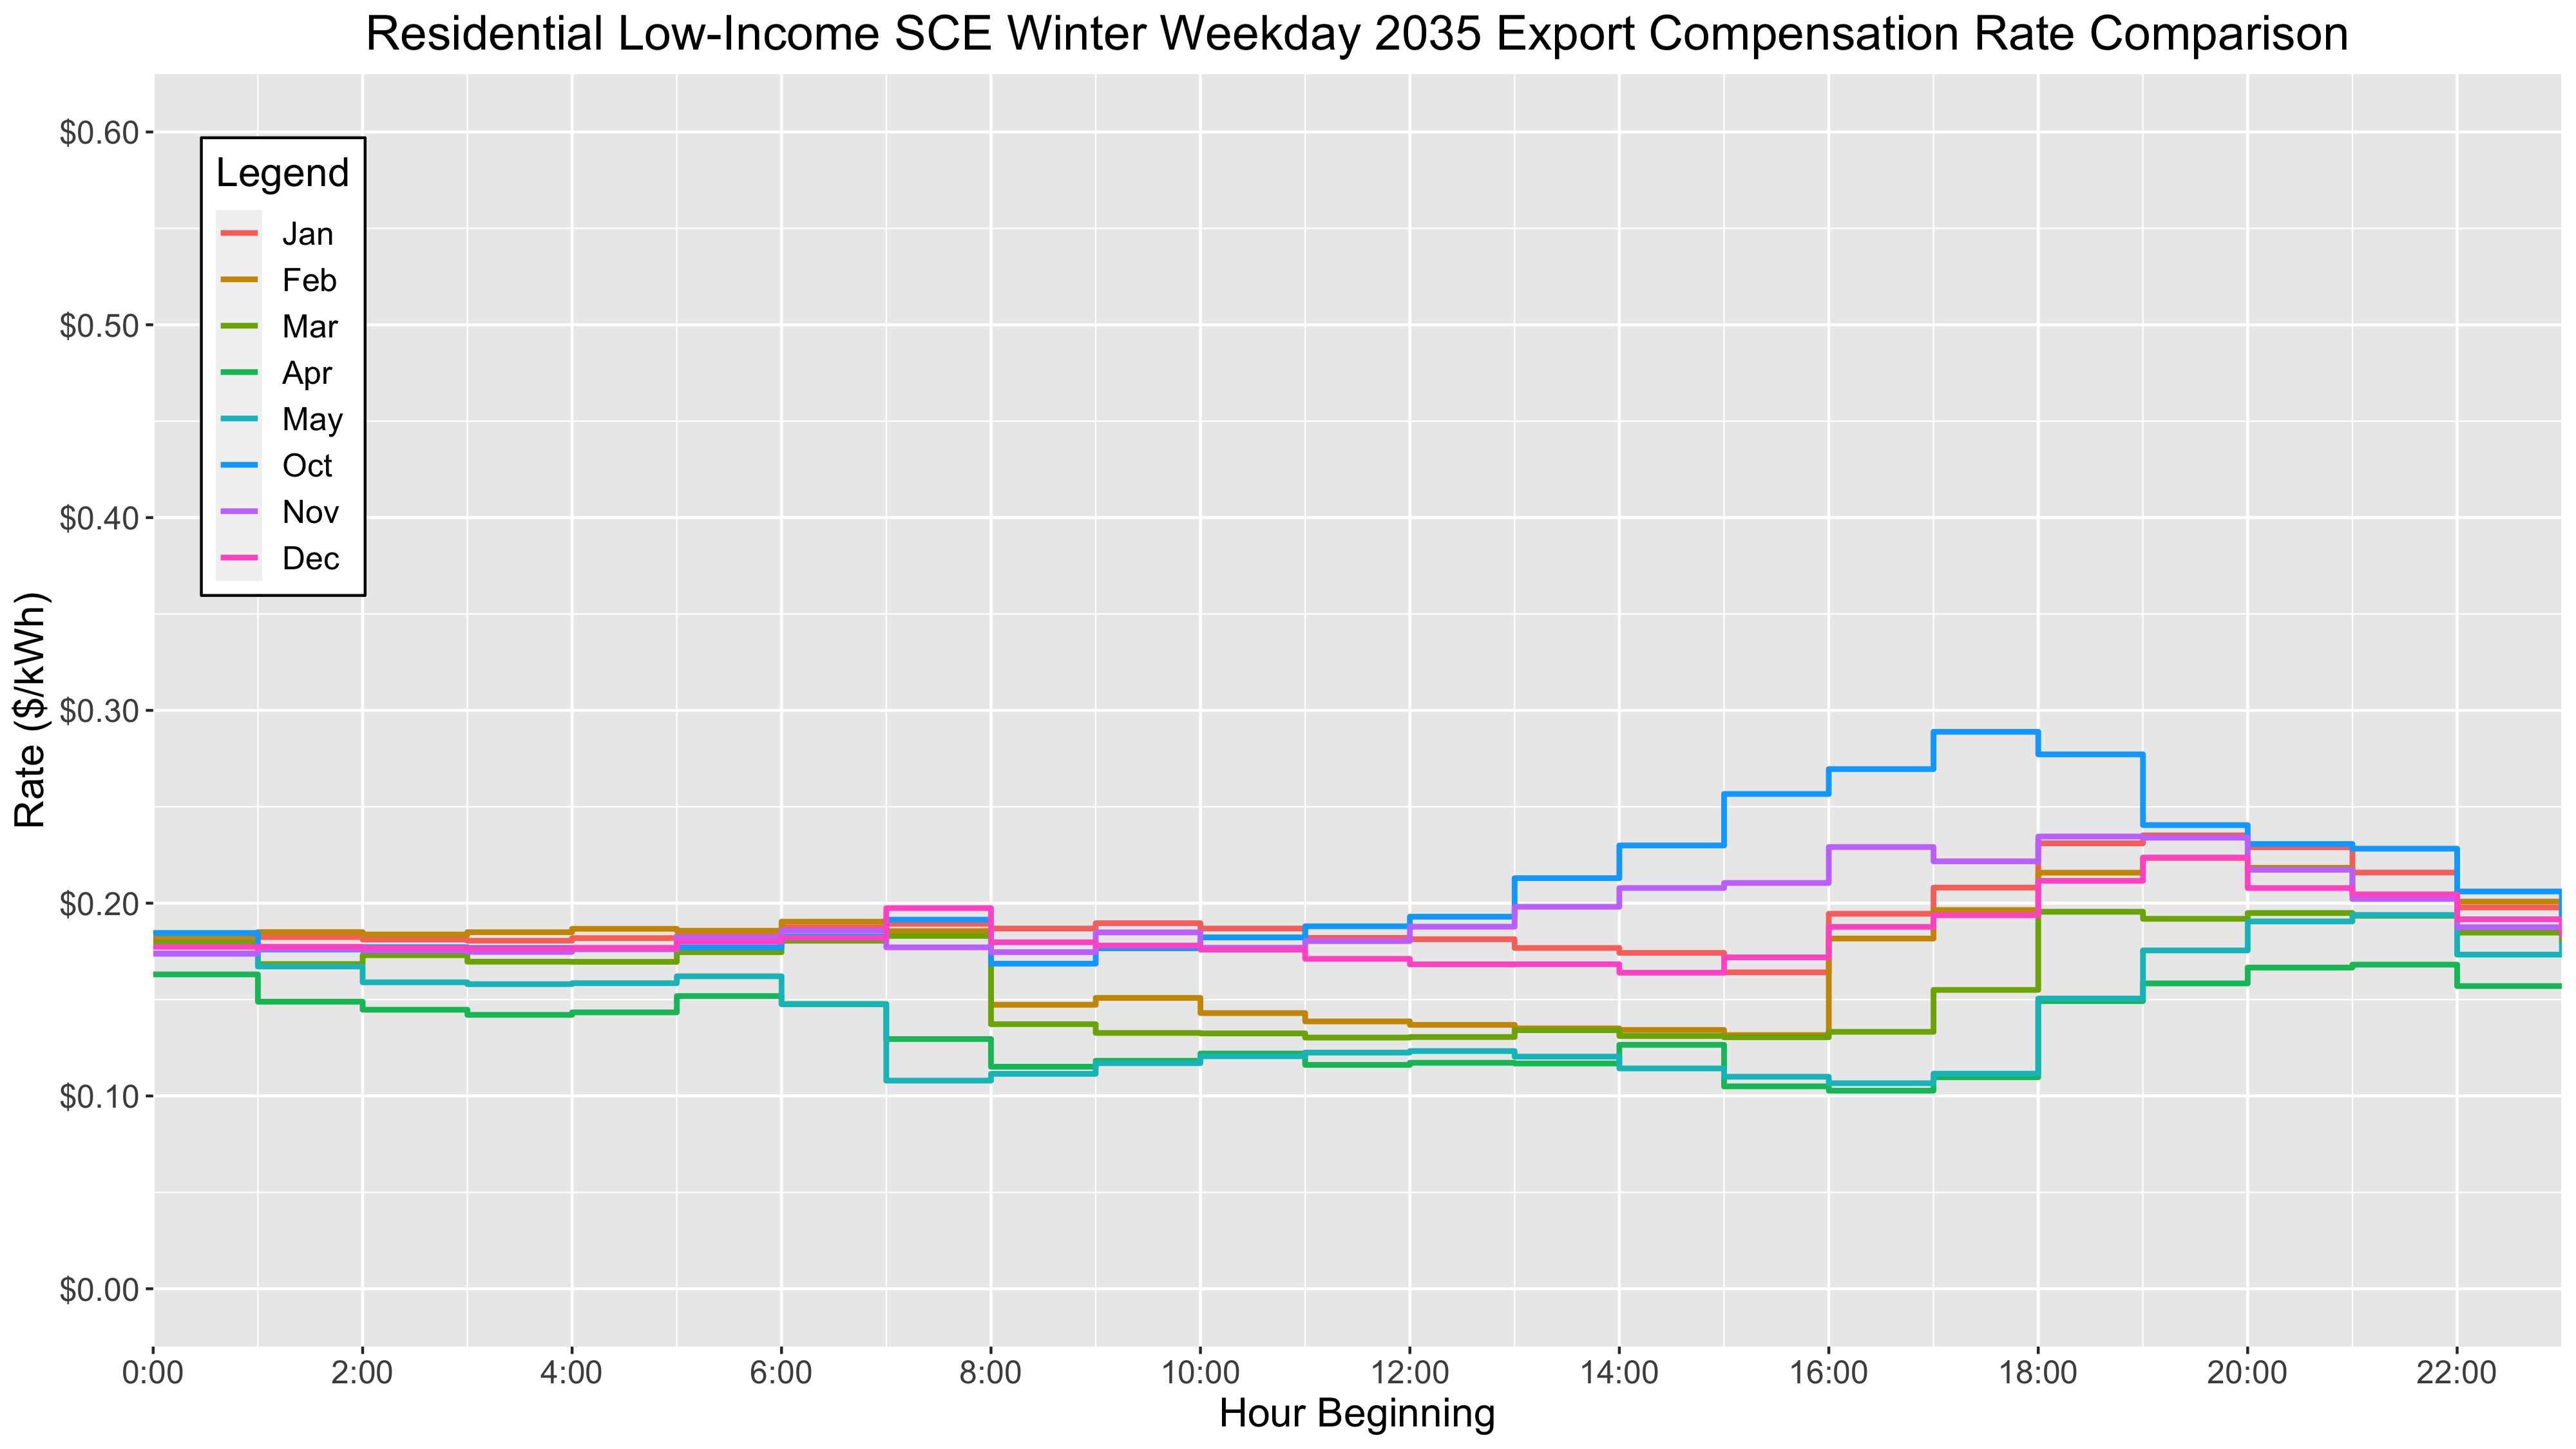 Residential Low-Income SCE Winter Weekday 2035 Export Compensation Rate Comparison
$0.60
$0.50
$0.40
$0.30
$0.20
$0.10
$0.00
Rate ($/kWh)
Legend
Jan
Feb
Mar
Apr
May
Oct
Nov
Dec
0:00 2:00 4:00 6:00 8:00 10:00 12:00 14:00 16:00 18:00 20:00 22:00
Hour Beginning